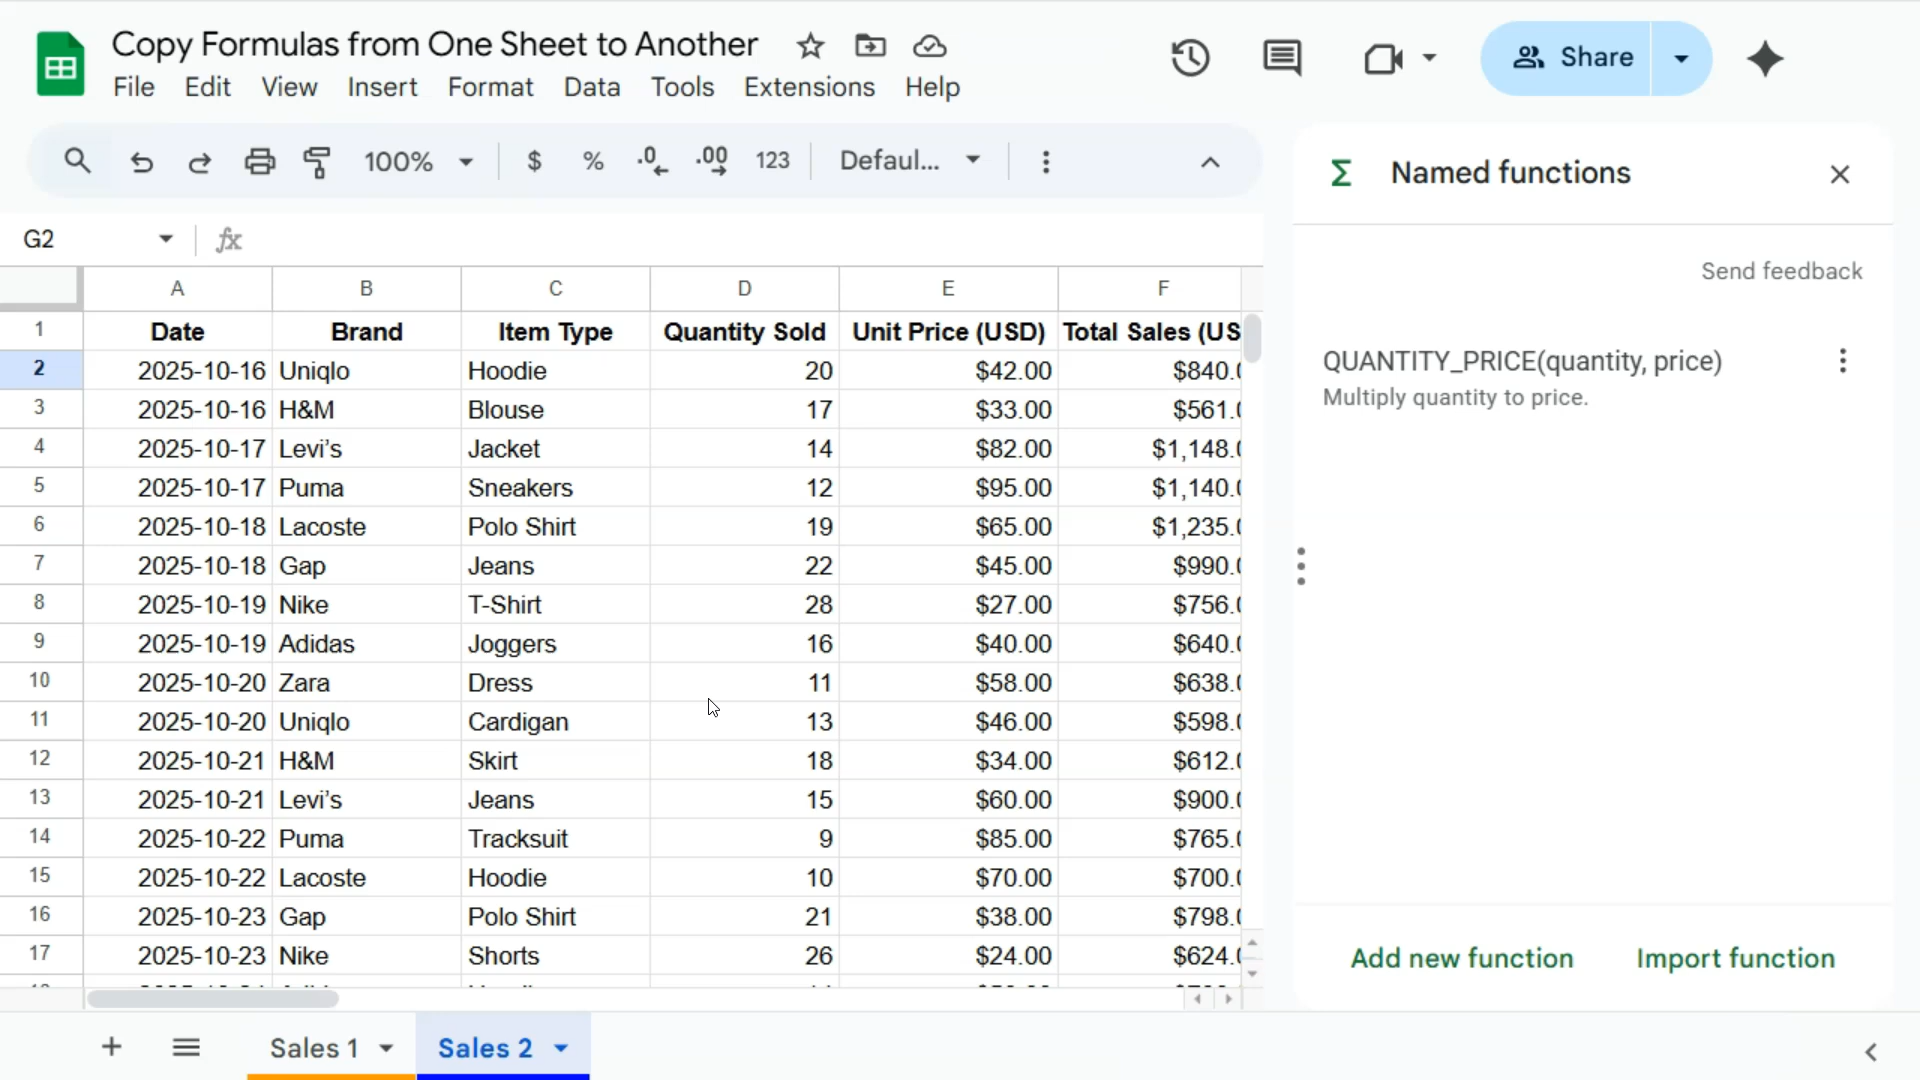 Copy Formulas from One Sheet to Another
File Edit View Insert Format Data Tools Extensions Help
Share
100% $ % .0 .00 123 Defaul...
G2 fx
A B C D E F
1 Date Brand Item Type Quantity Sold Unit Price (USD) Total Sales (US
2 2025-10-16 Uniqlo Hoodie 20 $42.00 $840.0
3 2025-10-16 H&M Blouse 17 $33.00 $561.0
4 2025-10-17 Levi’s Jacket 14 $82.00 $1,148.0
5 2025-10-17 Puma Sneakers 12 $95.00 $1,140.0
6 2025-10-18 Lacoste Polo Shirt 19 $65.00 $1,235.0
7 2025-10-18 Gap Jeans 22 $45.00 $990.0
8 2025-10-19 Nike T-Shirt 28 $27.00 $756.0
9 2025-10-19 Adidas Joggers 16 $40.00 $640.0
10 2025-10-20 Zara Dress 11 $58.00 $638.0
11 2025-10-20 Uniqlo Cardigan 13 $46.00 $598.0
12 2025-10-21 H&M Skirt 18 $34.00 $612.0
13 2025-10-21 Levi’s Jeans 15 $60.00 $900.0
14 2025-10-22 Puma Tracksuit 9 $85.00 $765.0
15 2025-10-22 Lacoste Hoodie 10 $70.00 $700.0
16 2025-10-23 Gap Polo Shirt 21 $38.00 $798.0
17 2025-10-23 Nike Shorts 26 $24.00 $624.0
Sales 1 Sales 2
Named functions
Send feedback
QUANTITY_PRICE(quantity, price)
Multiply quantity to price.
Add new function Import function